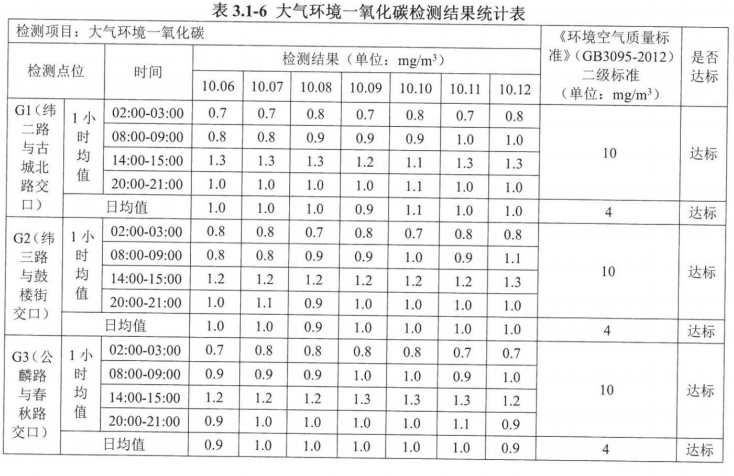 表 3.1-6 大气环境一氧化碳检测结果统计表
检测项目：大气环境一氧化碳 《环境空气质量标准》(GB3095-2012)二级标准（单位：mg/m³） 是否达标
检测点位 时间 检测结果（单位：mg/m³）
10.06 10.07 10.08 10.09 10.10 10.11 10.12
G1（纬二路与古城北路交口） 1 小时均值 02:00-03:00 0.7 0.7 0.8 0.7 0.8 0.7 0.8 10 达标
08:00-09:00 0.8 0.8 0.9 0.9 0.9 1.0 1.0
14:00-15:00 1.3 1.3 1.3 1.2 1.1 1.3 1.3
20:00-21:00 1.0 1.0 1.0 1.0 1.1 1.0 1.0
日均值 1.0 1.0 1.0 0.9 1.1 1.0 1.0 4 达标
G2（纬三路与鼓楼街交口） 1 小时均值 02:00-03:00 0.8 0.8 0.7 0.8 0.7 0.8 0.8 10 达标
08:00-09:00 0.8 0.8 0.9 0.9 1.0 0.9 1.1
14:00-15:00 1.2 1.2 1.2 1.2 1.2 1.2 1.3
20:00-21:00 1.0 1.1 0.9 1.0 1.0 1.0 1.0
日均值 1.0 1.0 0.9 1.0 1.0 1.0 1.0 4 达标
G3（公麟路与春秋路交口） 1 小时均值 02:00-03:00 0.7 0.8 0.8 0.8 0.8 0.7 0.7 10 达标
08:00-09:00 0.9 0.9 0.9 1.0 1.0 0.9 1.0
14:00-15:00 1.2 1.2 1.2 1.3 1.3 1.3 1.2
20:00-21:00 0.9 1.0 1.0 1.0 1.0 1.1 0.9
日均值 0.9 1.0 1.0 1.0 1.0 1.0 0.9 4 达标